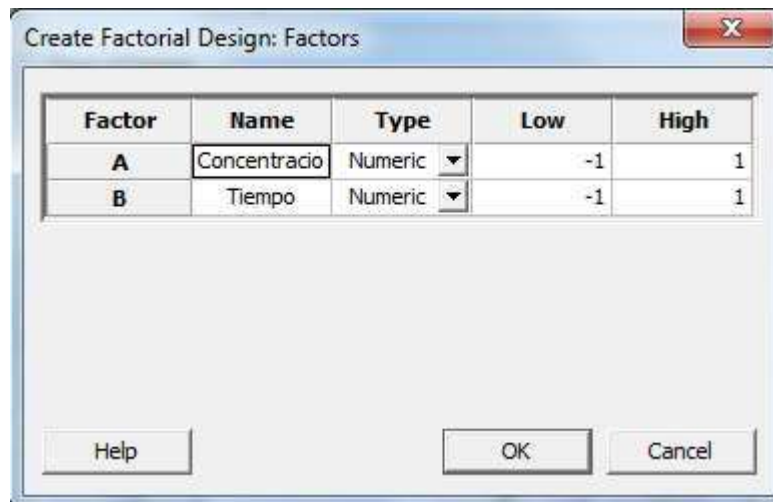 Create Factorial Design: Factors
Factor Name Type Low High
A Concentracio Numeric -1 1
B Tiempo Numeric -1 1
Help OK Cancel